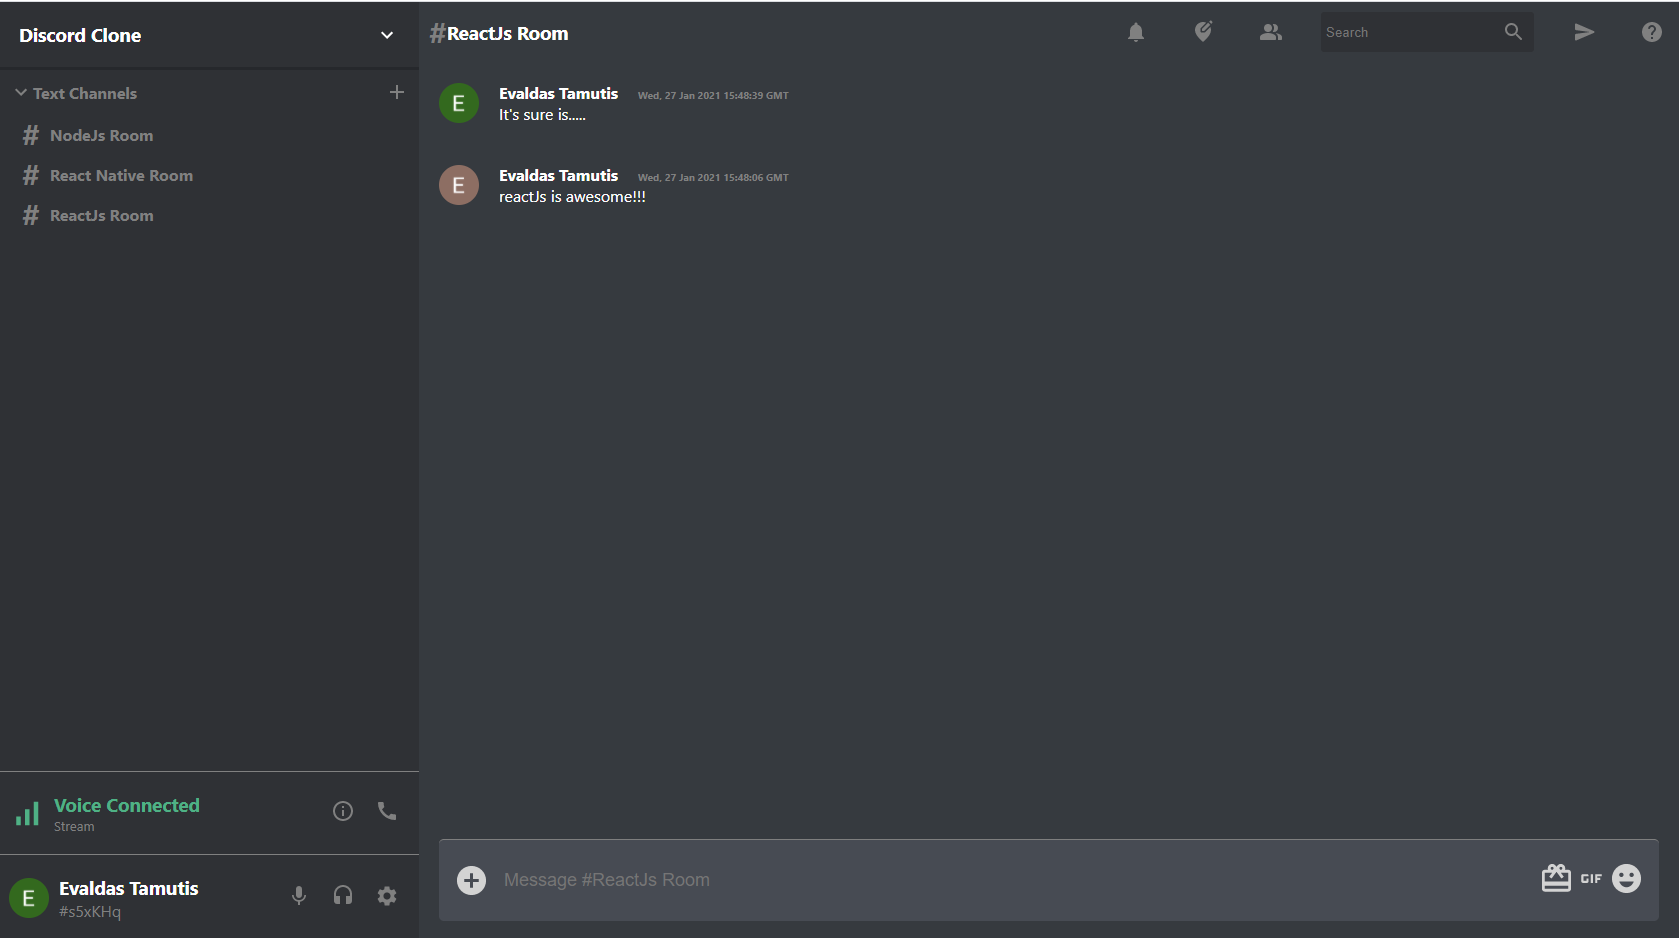 Discord Clone
Text Channels
# NodeJs Room
# React Native Room
# ReactJs Room
Voice Connected
Stream
E
Evaldas Tamutis
#s5xKHq
#ReactJs Room
Search
E
Evaldas Tamutis Wed, 27 Jan 2021 15:48:39 GMT
It's sure is.....
E
Evaldas Tamutis Wed, 27 Jan 2021 15:48:06 GMT
reactJs is awesome!!!
Message #ReactJs Room
GIF